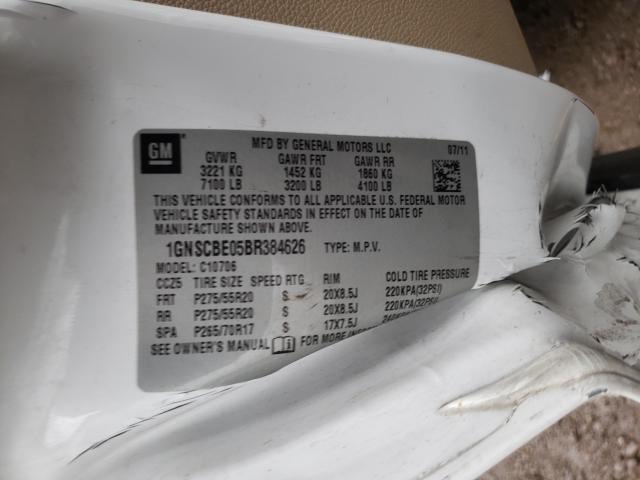 GM
MFD BY GENERAL MOTORS LLC 07/11
GVWR GAWR FRT GAWR RR
3221 KG 1452 KG 1860 KG
7100 LB 3200 LB 4100 LB
THIS VEHICLE CONFORMS TO ALL APPLICABLE U.S. FEDERAL MOTOR
VEHICLE SAFETY STANDARDS IN EFFECT ON THE DATE OF
MANUFACTURE SHOWN ABOVE.
1GNSCBE05BR384626 TYPE: M.P.V.
MODEL: C10706
CCZ5 TIRE SIZE SPEED RTG RIM COLD TIRE PRESSURE
FRT P275/55R20 S 20X8.5J 220KPA(32PSI)
RR P275/55R20 S 20X8.5J 220KPA(32PSI)
SPA P265/70R17 S 17X7.5J
SEE OWNER'S MANUAL FOR MORE